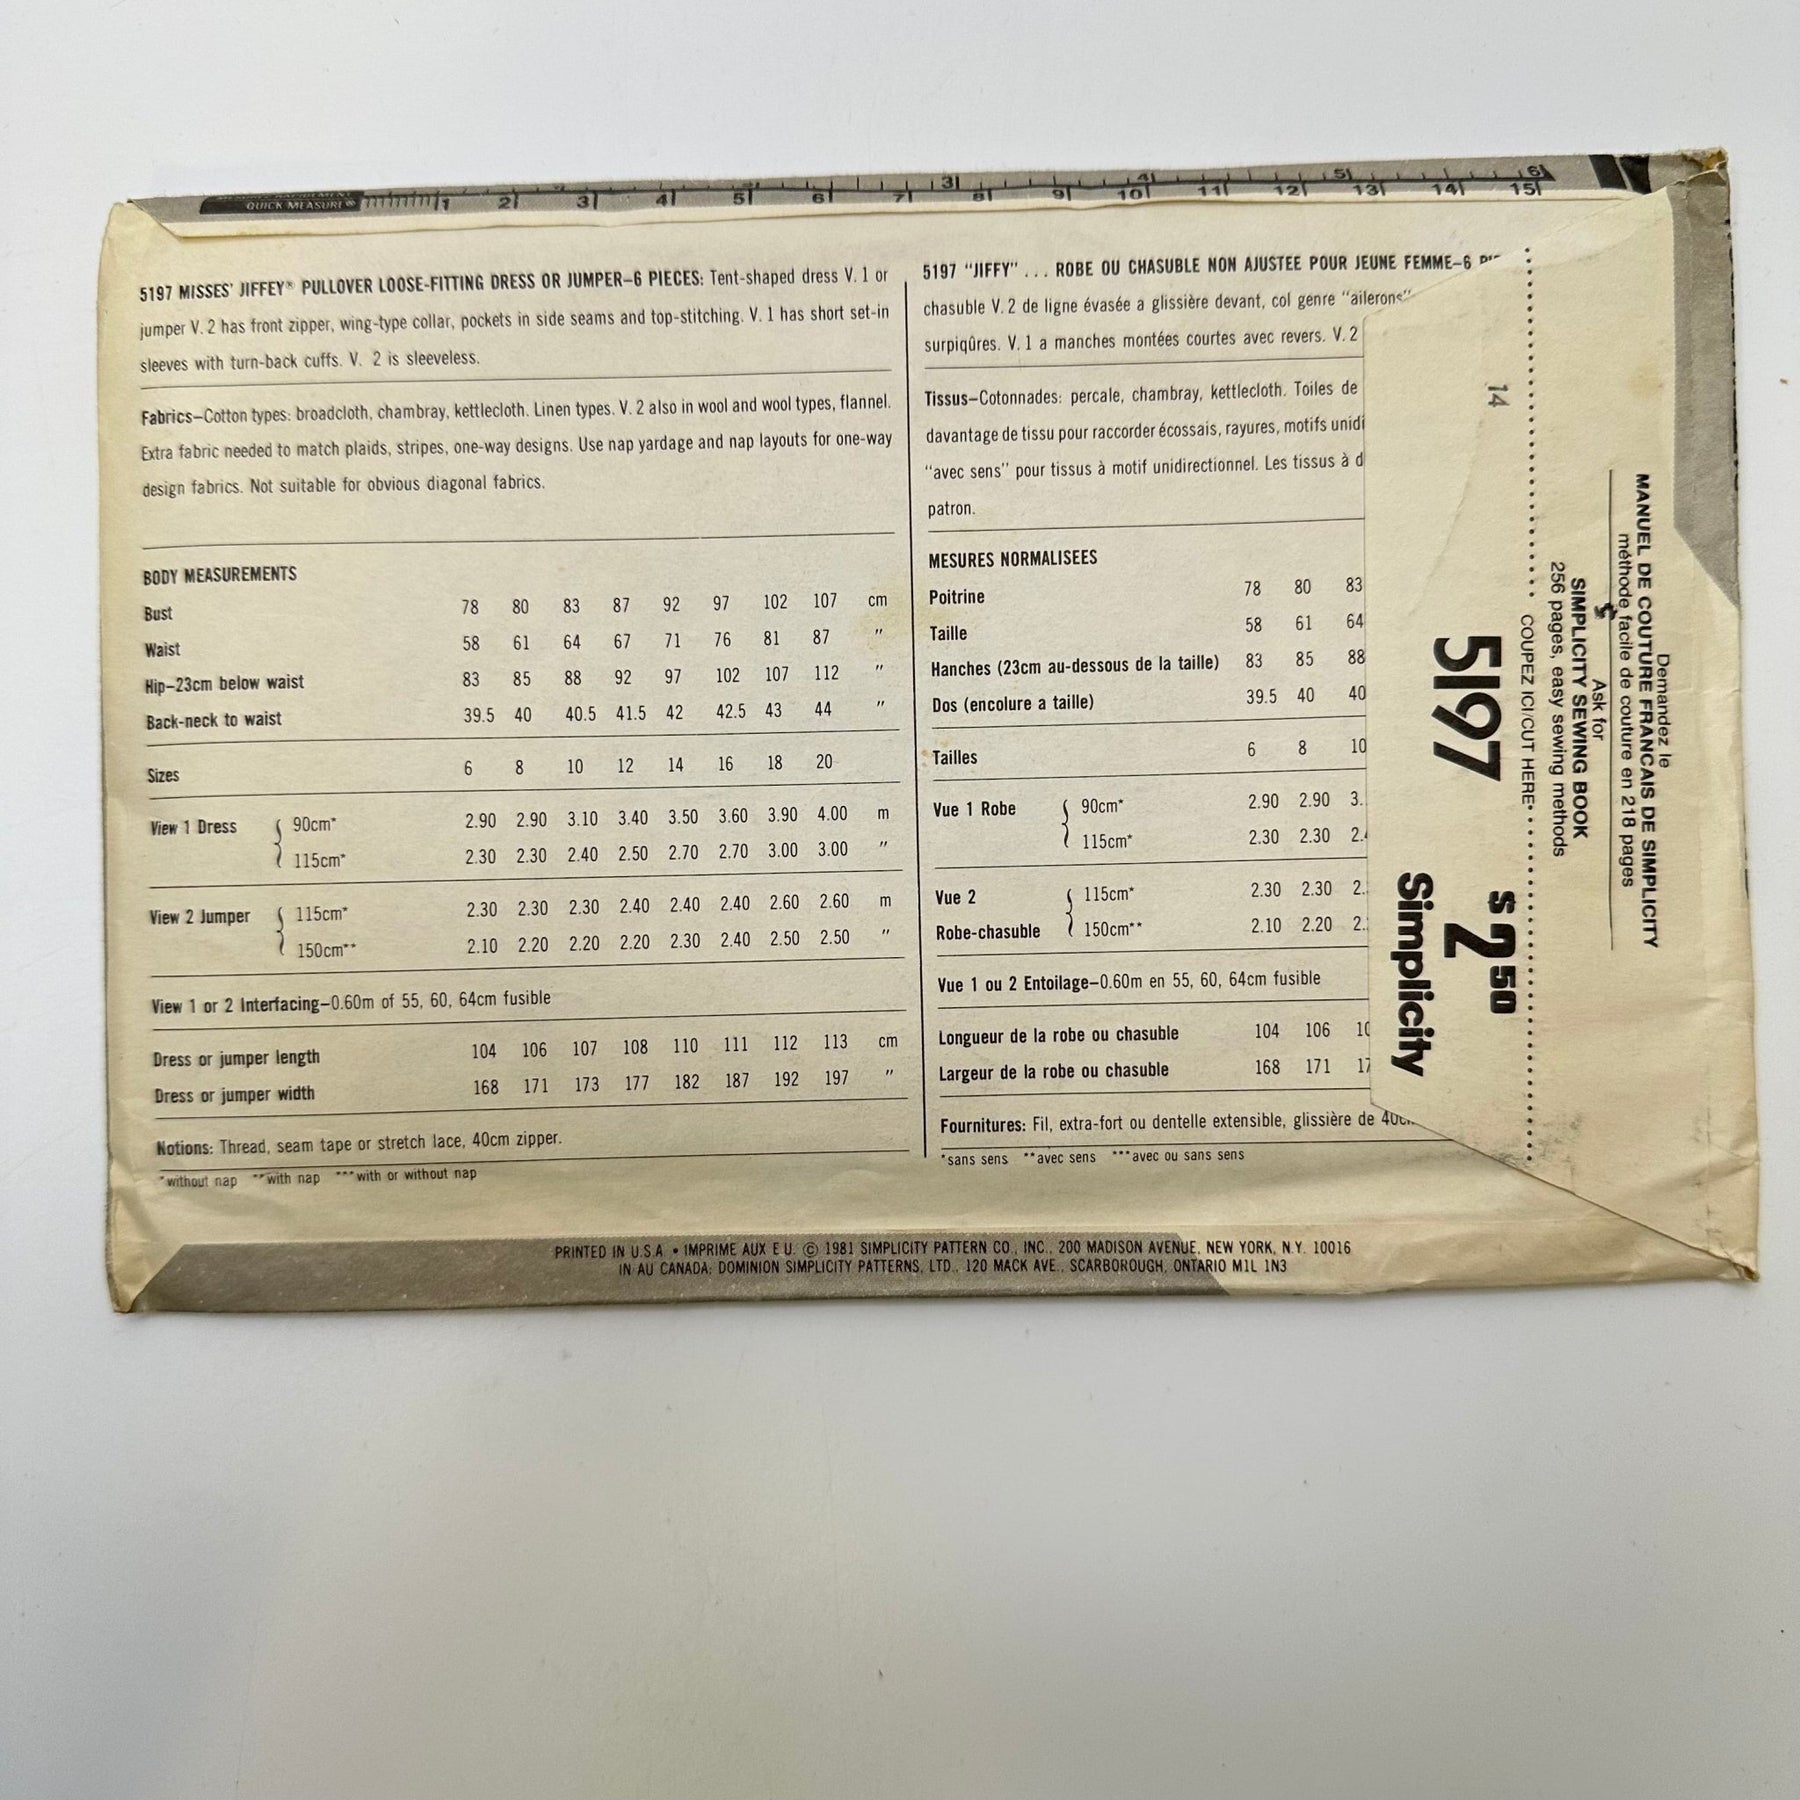 QUICK MEASURE®
1 2 3 4 5 6 7 8 9 10 11 12 13 14 15
3 4 5 6
5197 MISSES' JIFFEY® PULLOVER LOOSE-FITTING DRESS OR JUMPER–6 PIECES: Tent-shaped dress V. 1 or
jumper V. 2 has front zipper, wing-type collar, pockets in side seams and top-stitching. V. 1 has short set-in
sleeves with turn-back cuffs. V. 2 is sleeveless.
Fabrics–Cotton types: broadcloth, chambray, kettlecloth. Linen types. V. 2 also in wool and wool types, flannel.
Extra fabric needed to match plaids, stripes, one-way designs. Use nap yardage and nap layouts for one-way
design fabrics. Not suitable for obvious diagonal fabrics.
BODY MEASUREMENTS
Bust 78 80 83 87 92 97 102 107 cm
Waist 58 61 64 67 71 76 81 87 "
Hip–23cm below waist 83 85 88 92 97 102 107 112 "
Back-neck to waist 39.5 40 40.5 41.5 42 42.5 43 44 "
Sizes 6 8 10 12 14 16 18 20
View 1 Dress { 90cm* 2.90 2.90 3.10 3.40 3.50 3.60 3.90 4.00 m
115cm* 2.30 2.30 2.40 2.50 2.70 2.70 3.00 3.00 "
View 2 Jumper { 115cm* 2.30 2.30 2.30 2.40 2.40 2.40 2.60 2.60 m
150cm** 2.10 2.20 2.20 2.20 2.30 2.40 2.50 2.50 "
View 1 or 2 Interfacing–0.60m of 55, 60, 64cm fusible
Dress or jumper length 104 106 107 108 110 111 112 113 cm
Dress or jumper width 168 171 173 177 182 187 192 197 "
Notions: Thread, seam tape or stretch lace, 40cm zipper.
*without nap **with nap ***with or without nap
5197 "JIFFY" ... ROBE OU CHASUBLE NON AJUSTEE POUR JEUNE FEMME–6
chasuble V. 2 de ligne évasée a glissière devant, col genre "ailerons"
surpiqûres. V. 1 a manches montées courtes avec revers. V. 2
Tissus–Cotonnades: percale, chambray, kettlecloth. Toiles de
davantage de tissu pour raccorder écossais, rayures, motifs unidi
"avec sens" pour tissus à motif unidirectionnel. Les tissus à d
patron.
MESURES NORMALISEES
Poitrine 78 80 83
Taille 58 61 64
Hanches (23cm au-dessous de la taille) 83 85 88
Dos (encolure a taille) 39.5 40 40
Tailles 6 8 10
Vue 1 Robe { 90cm* 2.90 2.90 3.
115cm* 2.30 2.30 2.
Vue 2 { 115cm* 2.30 2.30 2.
Robe-chasuble 150cm** 2.10 2.20 2.
Vue 1 ou 2 Entoilage–0.60m en 55, 60, 64cm fusible
Longueur de la robe ou chasuble 104 106 10
Largeur de la robe ou chasuble 168 171 17
Fournitures: Fil, extra-fort ou dentelle extensible, glissière de
*sans sens **avec sens ***avec ou sans sens
14
5197
$2.50
Simplicity
COUPEZ ICI/CUT HERE
Demandez le
MANUEL DE COUTURE FRANCAIS DE SIMPLICITY
méthode facile de couture en 218 pages
Ask for
SIMPLICITY SEWING BOOK
256 pages, easy sewing methods
PRINTED IN U.S.A. • IMPRIME AUX E.U. © 1981 SIMPLICITY PATTERN CO., INC., 200 MADISON AVENUE, NEW YORK, N.Y. 10016
IN AU CANADA; DOMINION SIMPLICITY PATTERNS, LTD., 120 MACK AVE., SCARBOROUGH, ONTARIO M1L 1N3